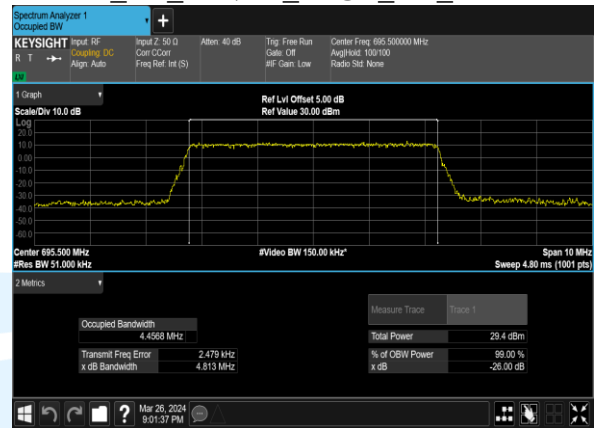 Spectrum Analyzer 1
Occupied BW
KEYSIGHT Input: RF Input Z: 50 Ω Atten: 40 dB Trig: Free Run Center Freq: 695.500000 MHz
R T Coupling: DC Corr CCorr Gate: Off Avg|Hold: 100/100
Align: Auto Freq Ref: Int (S) #IF Gain: Low Radio Std: None
1 Graph
Ref Lvl Offset 5.00 dB
Scale/Div 10.0 dB Ref Value 30.00 dBm
Log
20.0
10.0
0.00
-10.0
-20.0
-30.0
-40.0
-50.0
-60.0
Center 695.500 MHz #Video BW 150.00 kHz* Span 10 MHz
#Res BW 51.000 kHz Sweep 4.80 ms (1001 pts)
2 Metrics
Measure Trace Trace 1
Occupied Bandwidth
4.4568 MHz Total Power 29.4 dBm
Transmit Freq Error 2.479 kHz % of OBW Power 99.00 %
x dB Bandwidth 4.813 MHz x dB -26.00 dB
Mar 26, 2024
9:01:37 PM